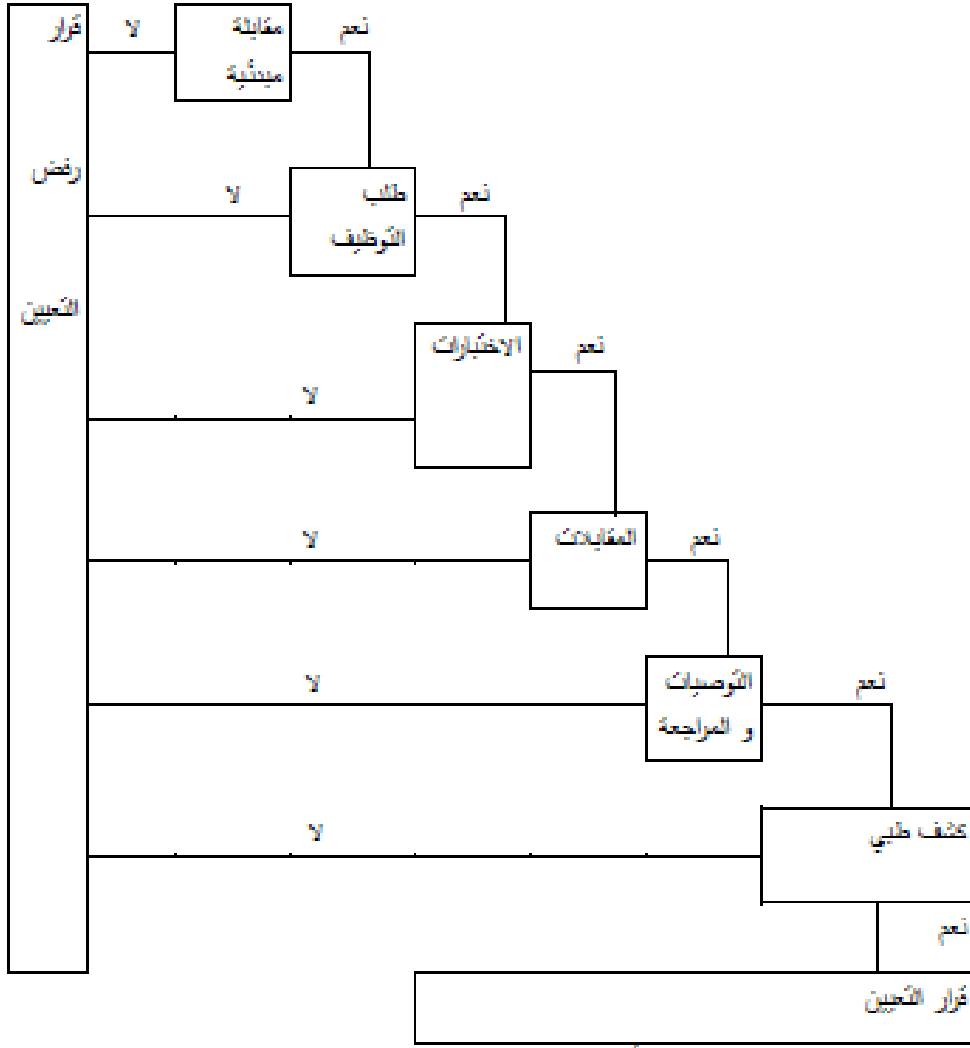 قرار
رفض
التعيين
لا
مقابلة
مبدئية
نعم
لا
طلب
التوظيف
نعم
لا
الاختبارات
نعم
لا
المقابلات
نعم
لا
التوصيات
و المراجعة
نعم
لا
كشف طبي
نعم
قرار التعيين